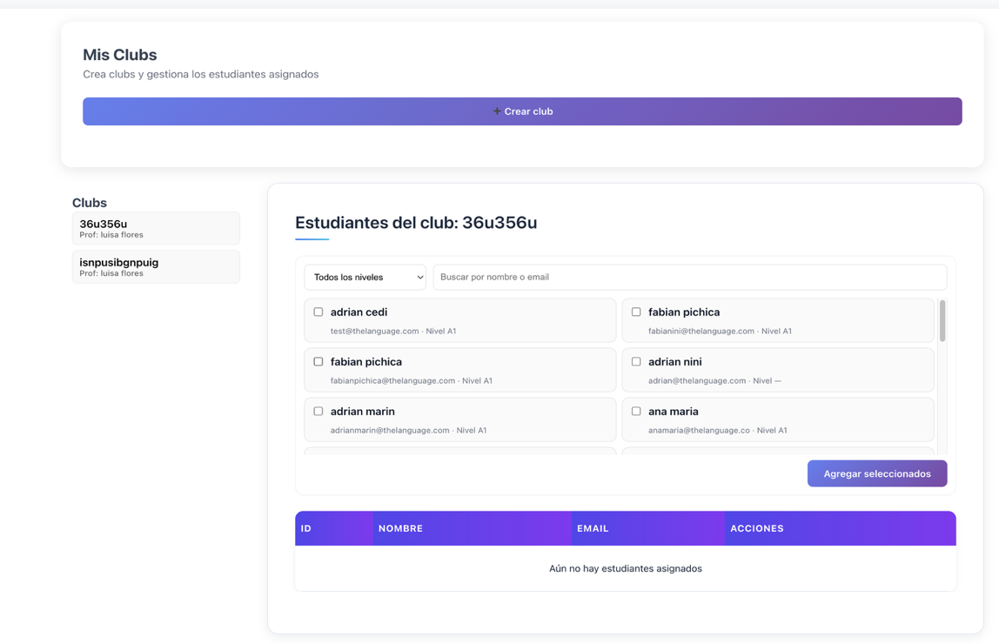 Mis Clubs
Crea clubs y gestiona los estudiantes asignados
+ Crear club
Clubs
36u356u
Prof: luisa flores
isnpusibgnpuig
Prof: luisa flores
Estudiantes del club: 36u356u
Todos los niveles
Buscar por nombre o email
adrian cedi
test@thelanguage.com · Nivel A1
fabian pichica
fabianini@thelanguage.com · Nivel A1
fabian pichica
fabianpichica@thelanguage.com · Nivel A1
adrian nini
adrian@thelanguage.com · Nivel —
adrian marin
adrianmarin@thelanguage.com · Nivel A1
ana maria
anamaria@thelanguage.co · Nivel A1
Agregar seleccionados
ID NOMBRE EMAIL ACCIONES
Aún no hay estudiantes asignados